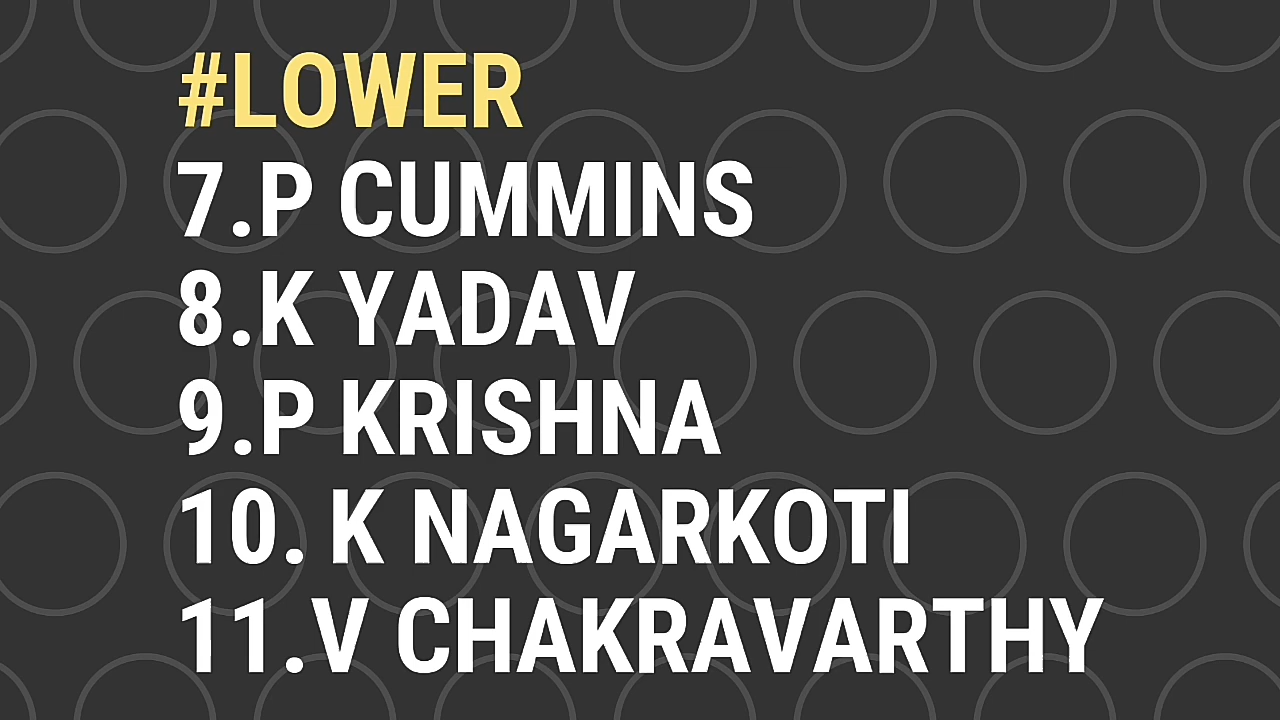 #LOWER
7.P CUMMINS
8.K YADAV
9.P KRISHNA
10. K NAGARKOTI
11.V CHAKRAVARTHY